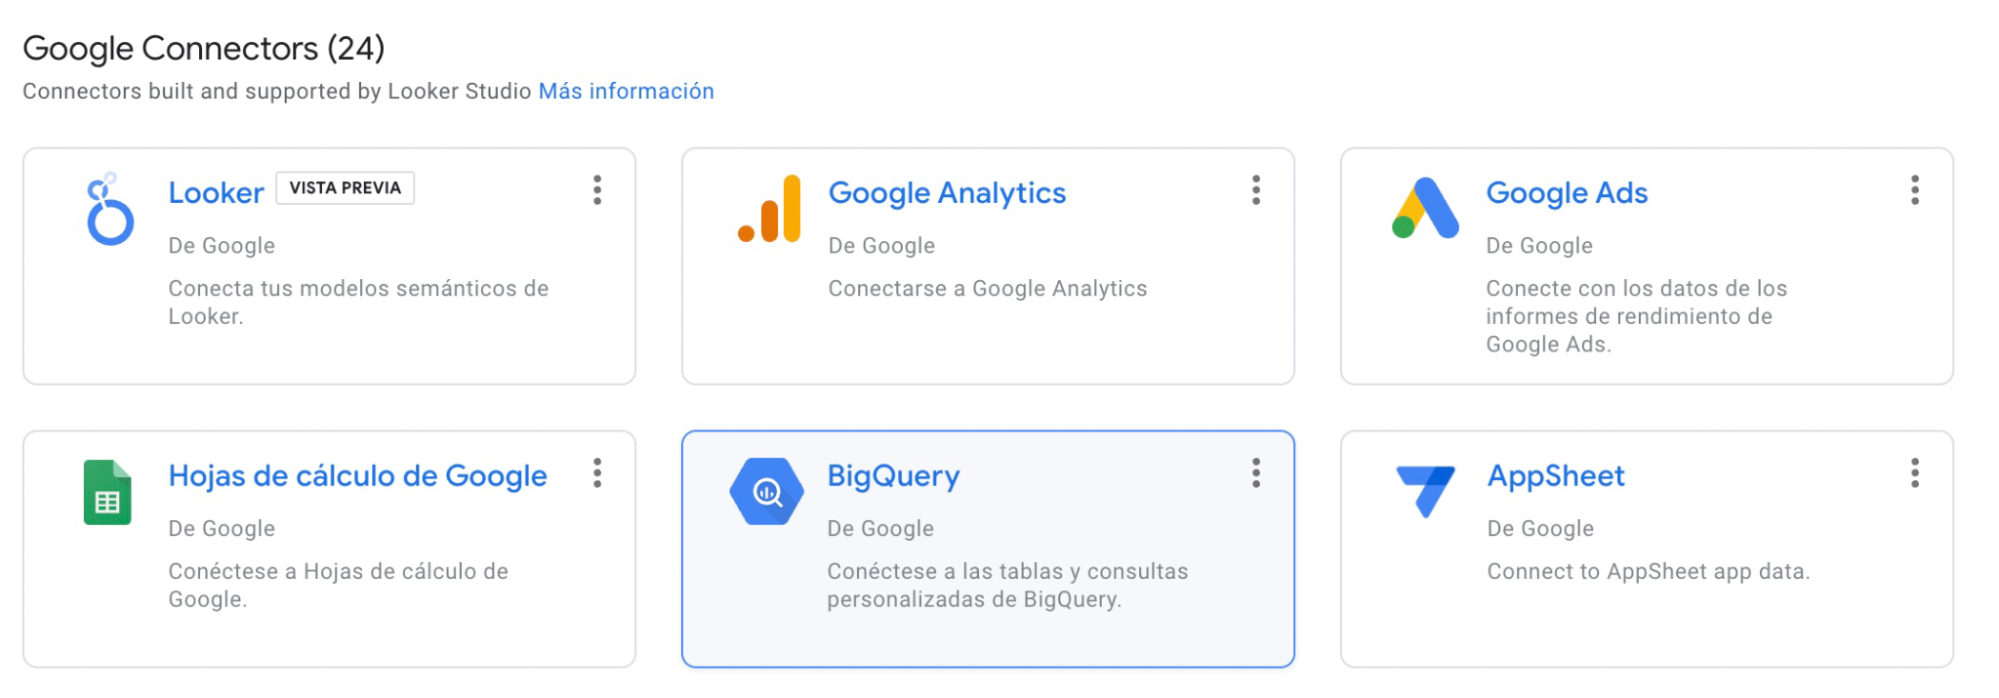 Google Connectors (24)
Connectors built and supported by Looker Studio Más información
Looker VISTA PREVIA
De Google
Conecta tus modelos semánticos de
Looker.
Google Analytics
De Google
Conectarse a Google Analytics
Google Ads
De Google
Conecte con los datos de los
informes de rendimiento de
Google Ads.
Hojas de cálculo de Google
De Google
Conéctese a Hojas de cálculo de
Google.
BigQuery
De Google
Conéctese a las tablas y consultas
personalizadas de BigQuery.
AppSheet
De Google
Connect to AppSheet app data.